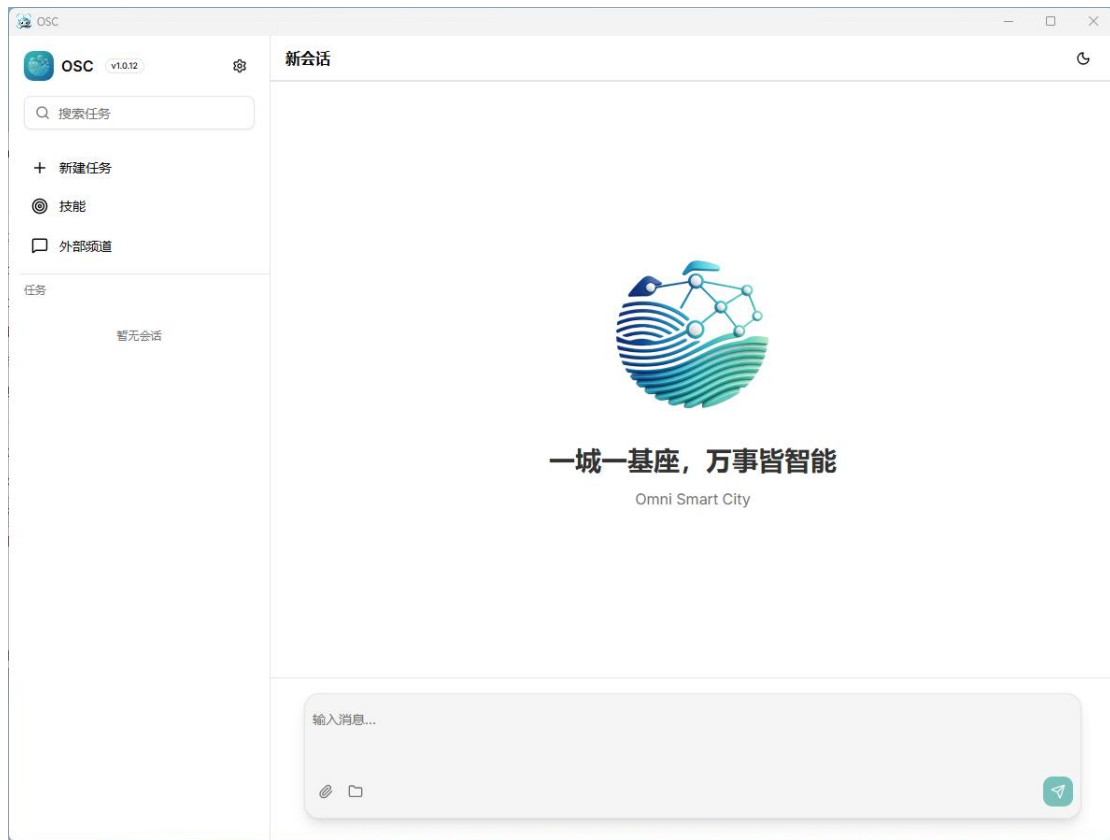 OSC
OSC v1.0.12
搜索任务
新建任务
技能
外部频道
任务
暂无会话
新会话
一城一基座，万事皆智能
Omni Smart City
输入消息...